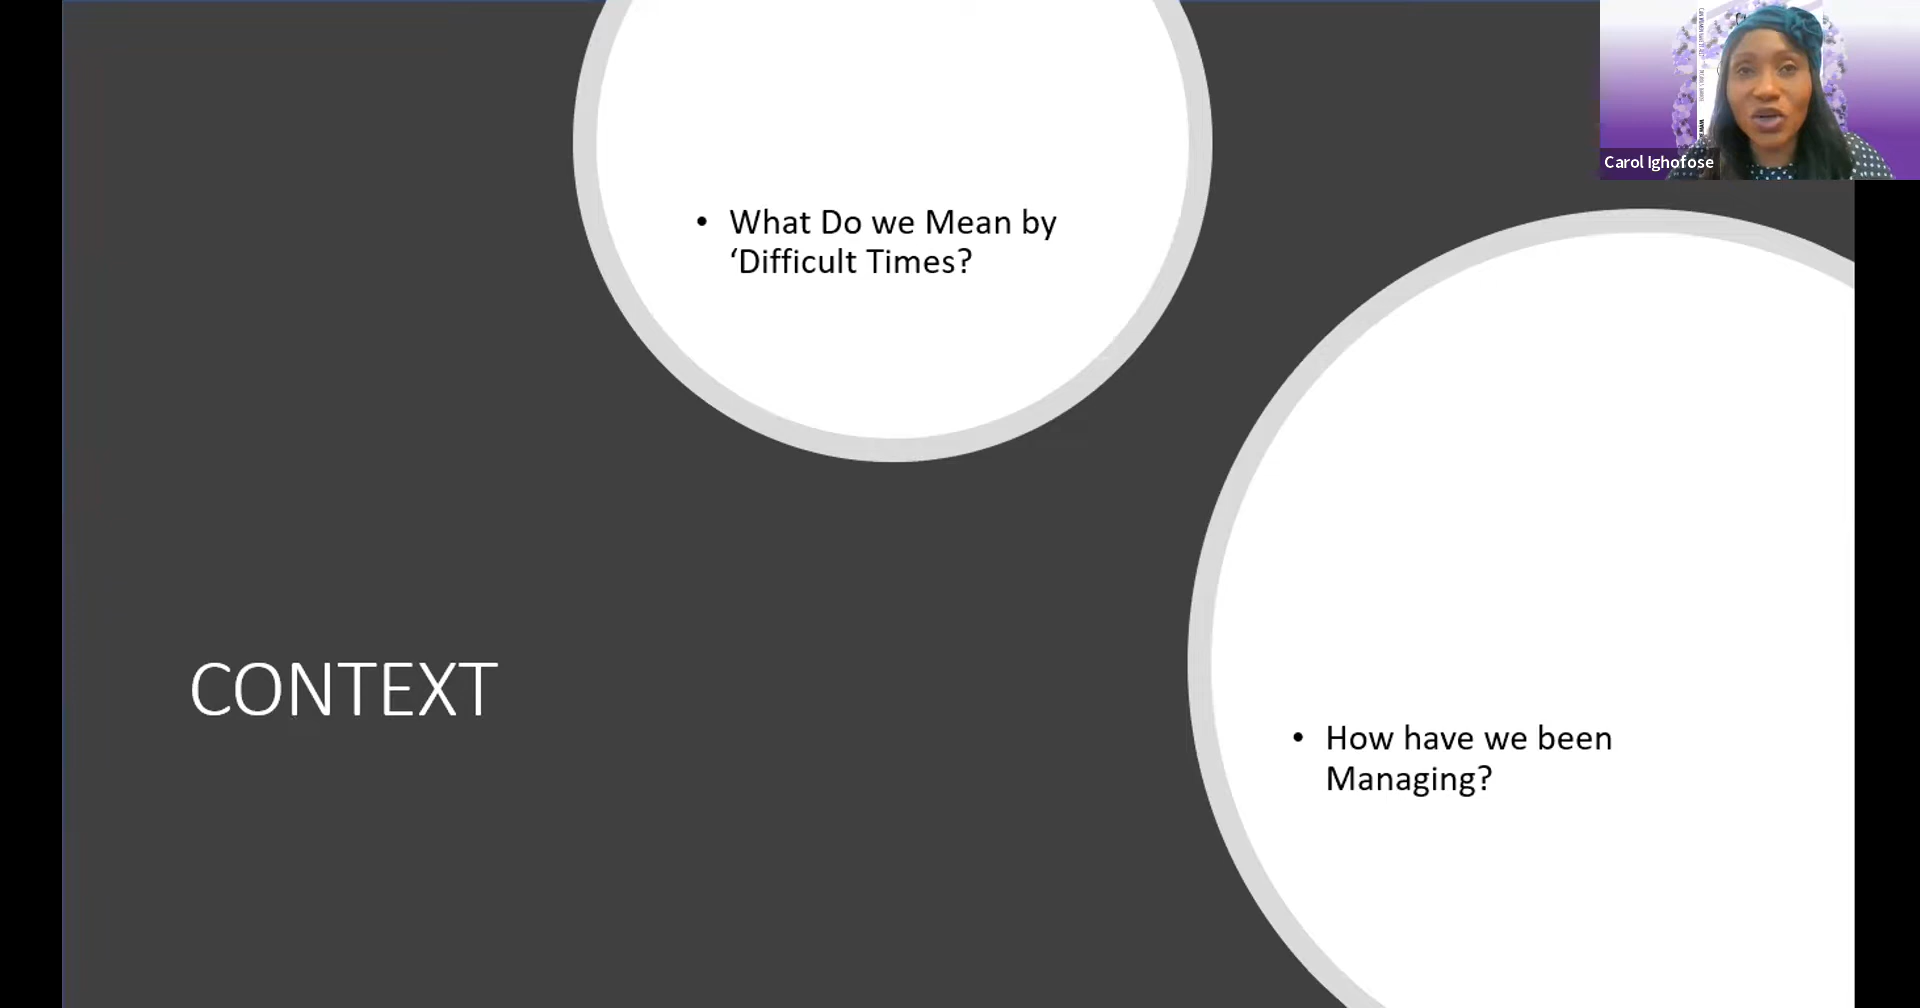 What Do we Mean by
‘Difficult Times?
Carol Ighofose
CONTEXT
How have we been
Managing?